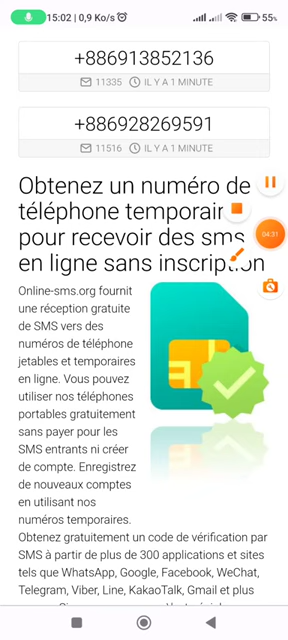 15:02 | 0,9 Ko/s
55%
+886913852136
11335 IL Y A 1 MINUTE
+886928269591
11516 IL Y A 1 MINUTE
Obtenez un numéro de
téléphone temporair
04:31
pour recevoir des sms
en ligne sans inscription
Online-sms.org fournit
une réception gratuite
de SMS vers des
numéros de téléphone
jetables et temporaires
en ligne. Vous pouvez
utiliser nos téléphones
portables gratuitement
sans payer pour les
SMS entrants ni créer
de compte. Enregistrez
de nouveaux comptes
en utilisant nos
numéros temporaires.
Obtenez gratuitement un code de vérification par
SMS à partir de plus de 300 applications et sites
tels que WhatsApp, Google, Facebook, WeChat,
Telegram, Viber, Line, KakaoTalk, Gmail et plus